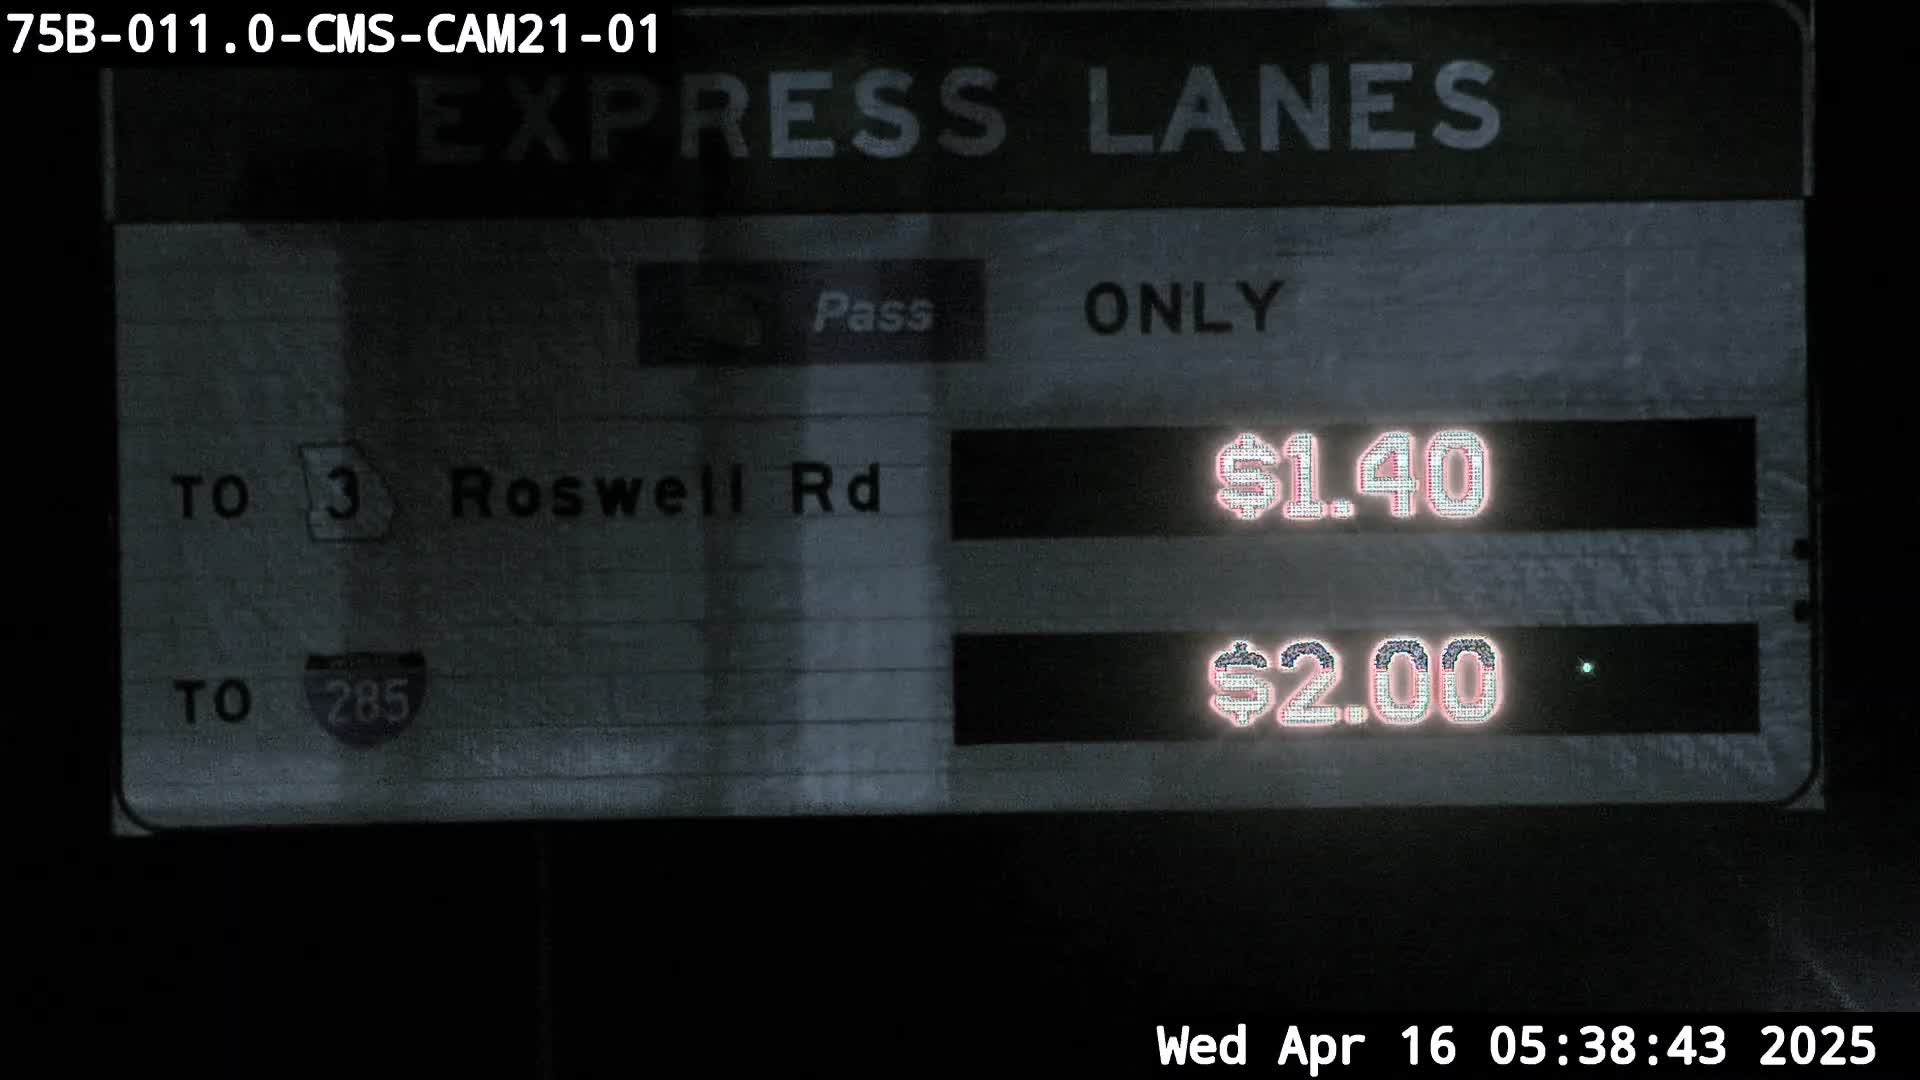 75B-011.0-CMS-CAM21-01
EXPRESS LANES
Pass ONLY
TO 3 Roswell Rd $1.40
TO 285 $2.00
Wed Apr 16 05:38:43 2025